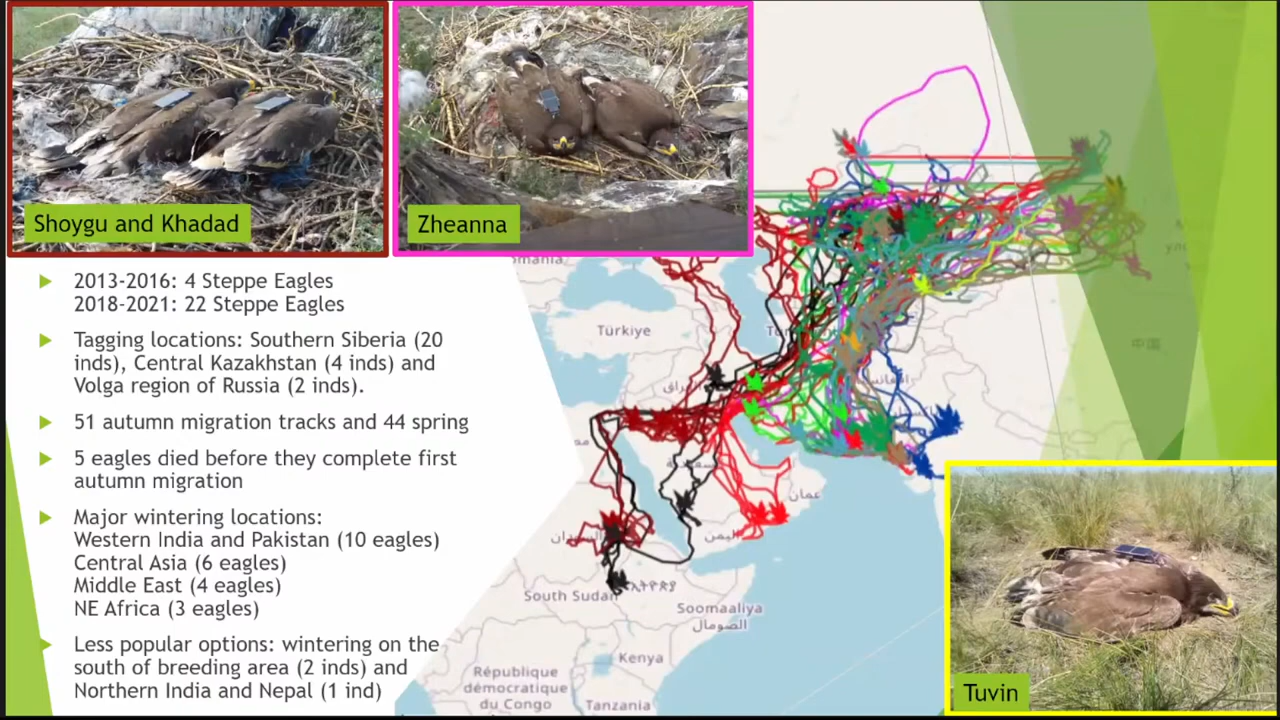 Shoygu and Khadad
Zheanna
2013-2016: 4 Steppe Eagles
2018-2021: 22 Steppe Eagles
Tagging locations: Southern Siberia (20
inds), Central Kazakhstan (4 inds) and
Volga region of Russia (2 inds).
51 autumn migration tracks and 44 spring
5 eagles died before they complete first
autumn migration
Major wintering locations:
Western India and Pakistan (10 eagles)
Central Asia (6 eagles)
Middle East (4 eagles)
NE Africa (3 eagles)
Less popular options: wintering on the
south of breeding area (2 inds) and
Northern India and Nepal (1 ind)
Türkiye
中国
عمان
اليمن
South Sudan
Soomaaliya
الصومال
Kenya
République
démocratique
du Congo
Tanzania
Tuvin